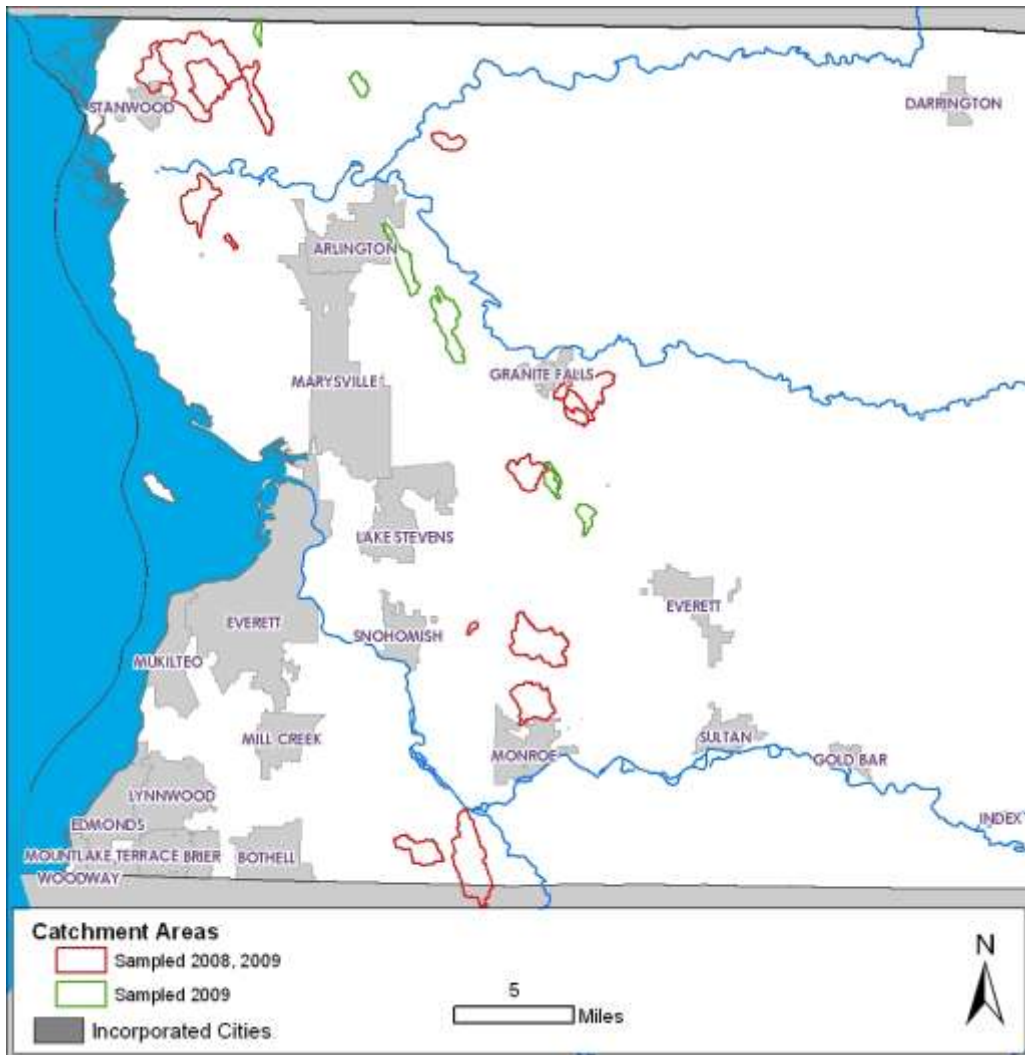 STANWOOD
DARRINGTON
ARLINGTON
GRANITE FALLS
MARYSVILLE
LAKE STEVENS
EVERETT
EVERETT
SNOHOMISH
MUKILTEO
MILL CREEK
SULTAN
MONROE
GOLD BAR
LYNNWOOD
INDEX
EDMONDS
MOUNTLAKE TERRACE BRIER
BOTHELL
WOODWAY
Catchment Areas
Sampled 2008, 2009
Sampled 2009
Incorporated Cities
5
Miles
N